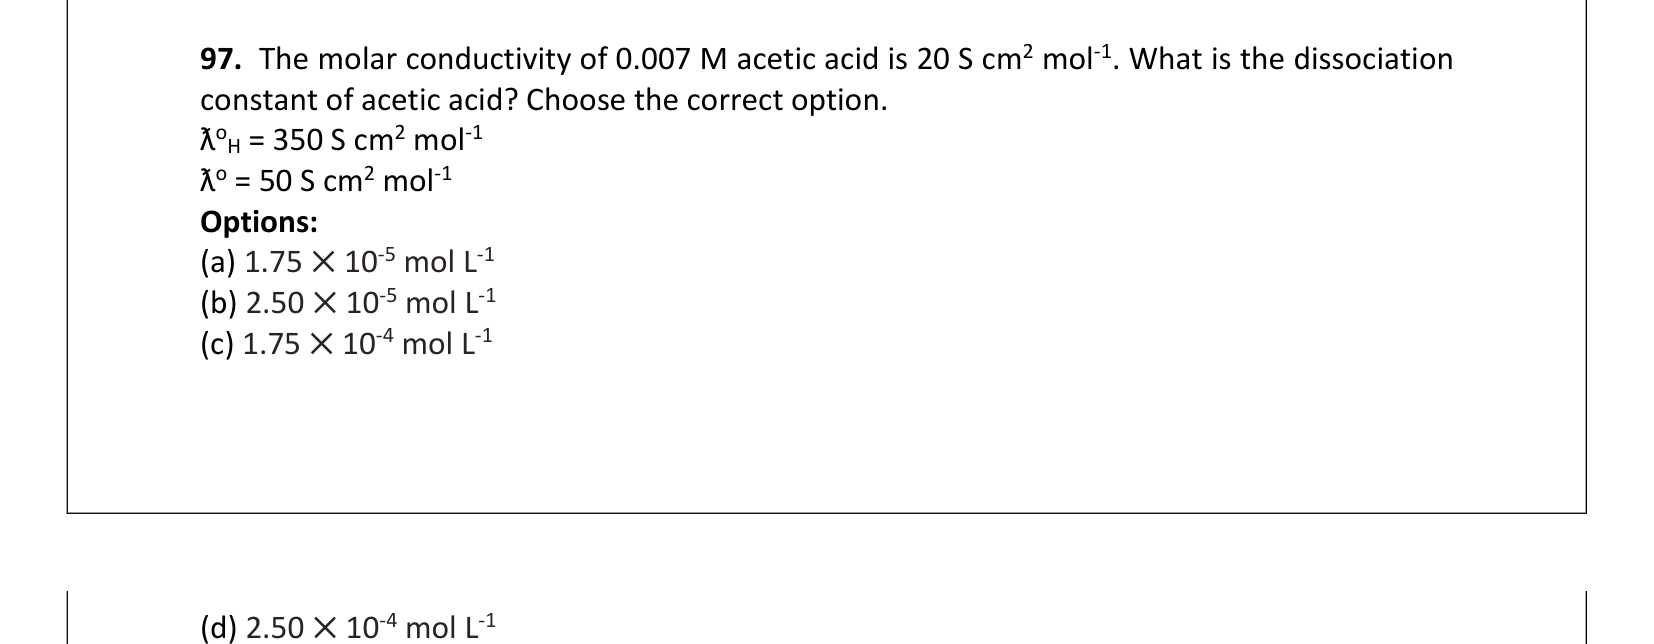 97. The molar conductivity of 0.007 M acetic acid is 20 S cm² mol⁻¹. What is the dissociation
constant of acetic acid? Choose the correct option.
ƛ°H = 350 S cm² mol⁻¹
ƛ° = 50 S cm² mol⁻¹
Options:
(a) 1.75 × 10⁻⁵ mol L⁻¹
(b) 2.50 × 10⁻⁵ mol L⁻¹
(c) 1.75 × 10⁻⁴ mol L⁻¹
(d) 2.50 × 10⁻⁴ mol L⁻¹